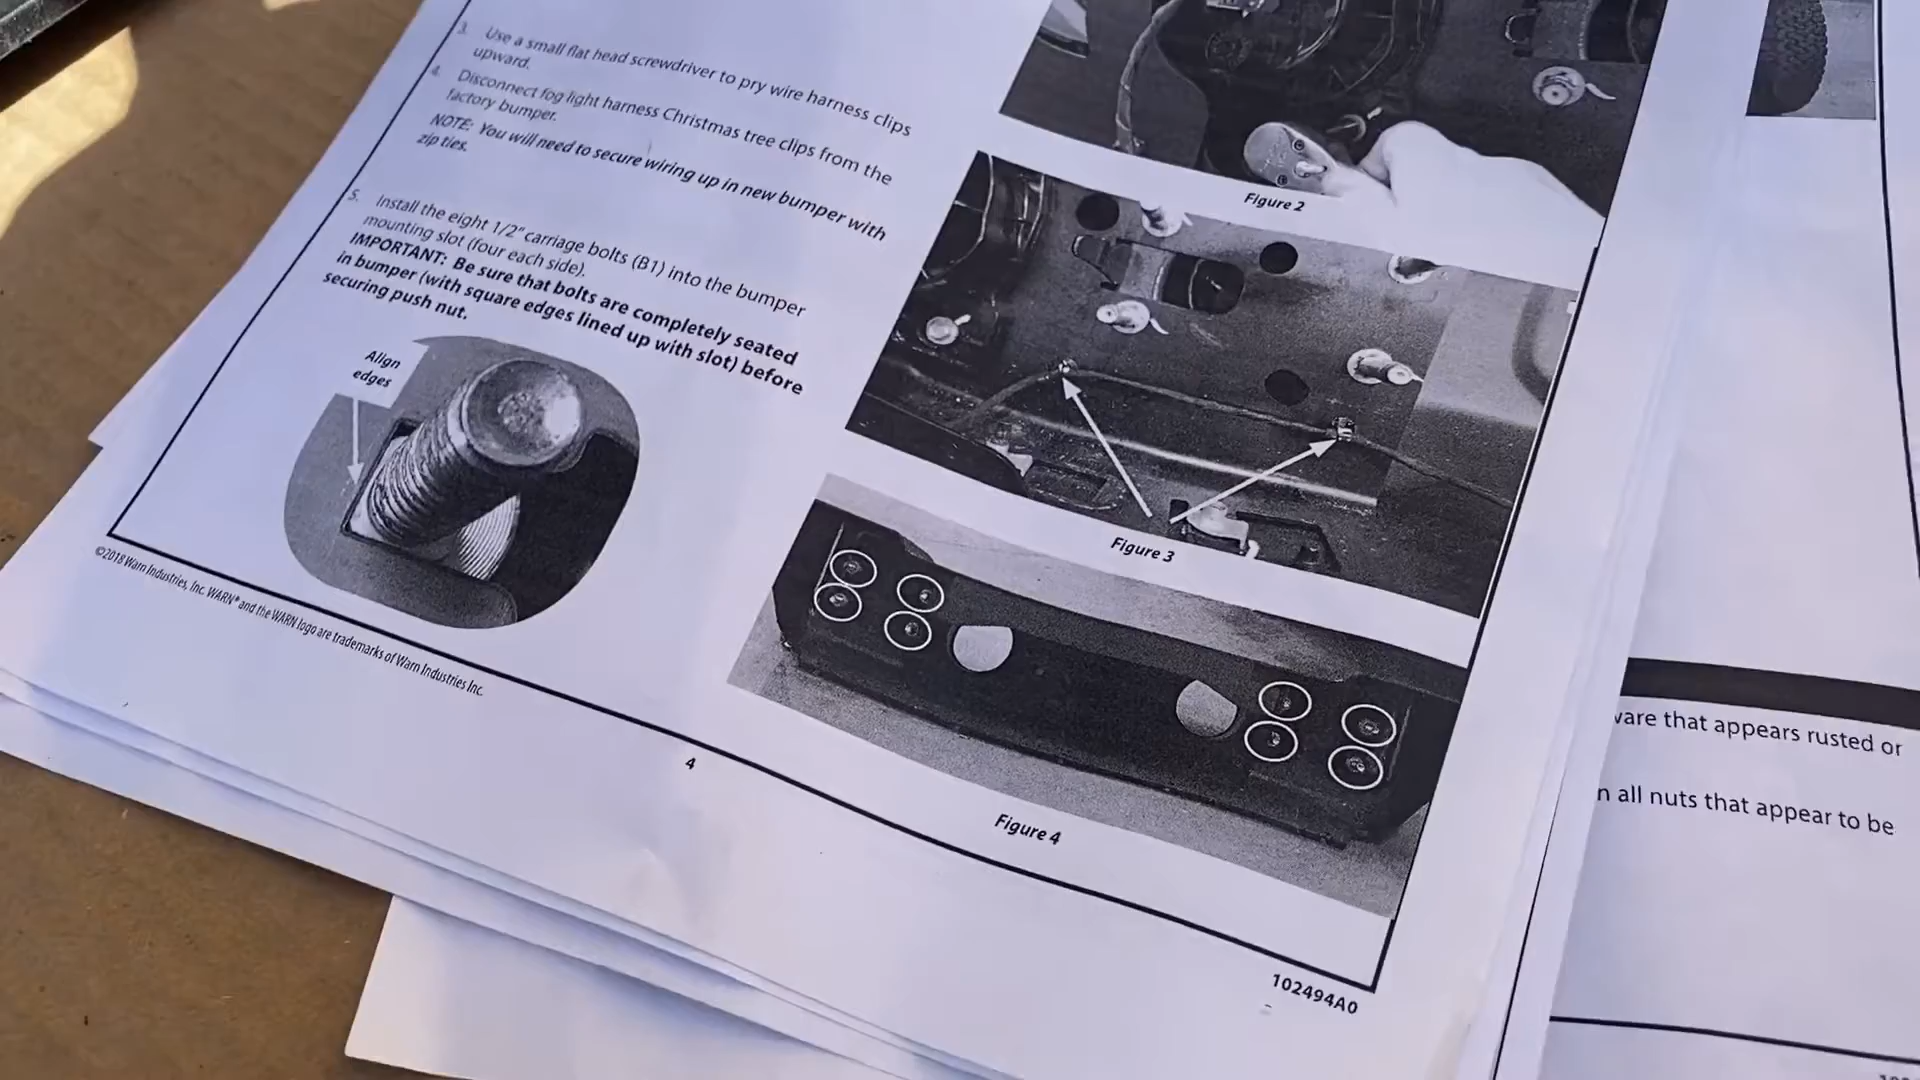 3. Use a small flat head screwdriver to pry wire harness clips
upward.
4. Disconnect fog light harness Christmas tree clips from the
factory bumper.
NOTE: You will need to secure wiring up in new bumper with
zip ties.
5. Install the eight 1/2" carriage bolts (B1) into the bumper
mounting slot (four each side).
IMPORTANT: Be sure that bolts are completely seated
in bumper (with square edges lined up with slot) before
securing push nut.
Align
edges
©2018 Warn Industries, Inc. WARN® and the WARN logo are trademarks of Warn Industries Inc.
4
Figure 2
Figure 3
Figure 4
102494A0
that appears rusted or
all nuts that appear to be